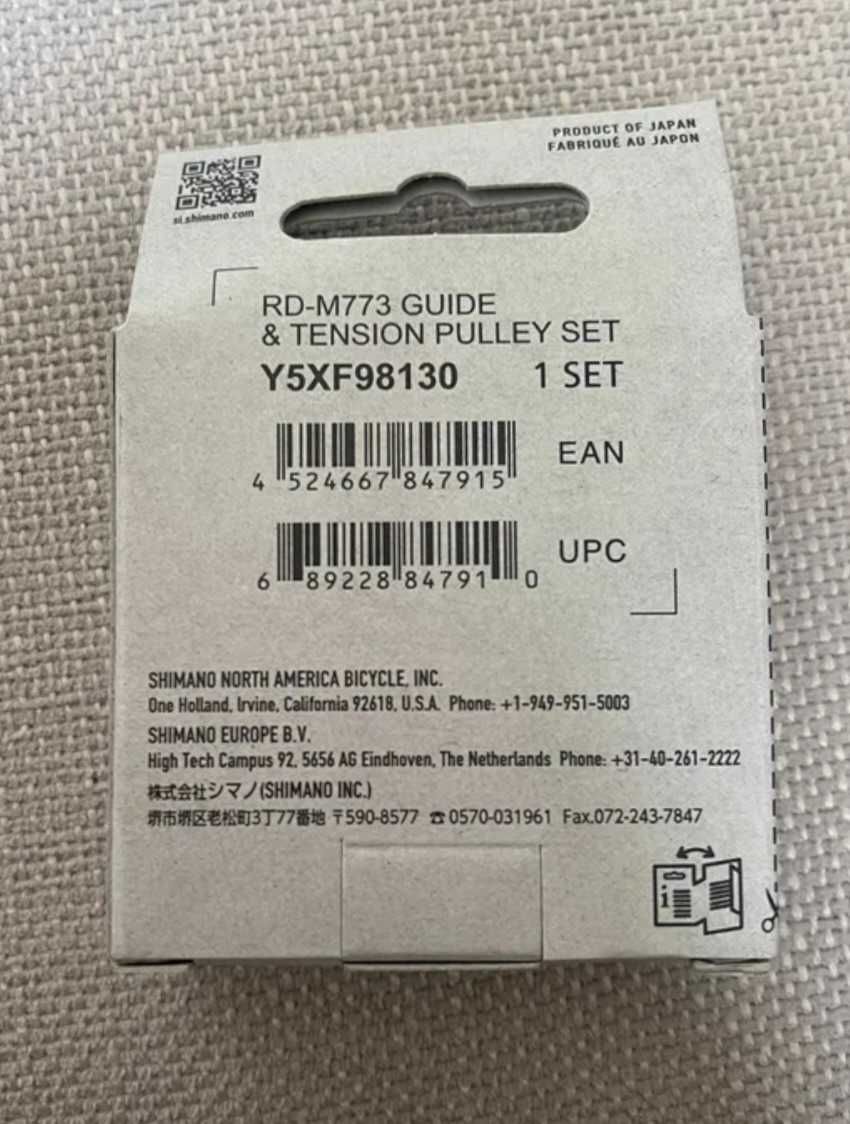 PRODUCT OF JAPAN
FABRIQUÉ AU JAPON
si.shimano.com
RD-M773 GUIDE
& TENSION PULLEY SET
Y5XF98130 1 SET
4 524667 847915 EAN
6 89228 84791 0 UPC
SHIMANO NORTH AMERICA BICYCLE, INC.
One Holland, Irvine, California 92618, U.S.A. Phone: +1-949-951-5003
SHIMANO EUROPE B.V.
High Tech Campus 92, 5656 AG Eindhoven, The Netherlands Phone: +31-40-261-2222
株式会社シマノ(SHIMANO INC.)
堺市堺区老松町3丁77番地 〒590-8577 ☎0570-031961 Fax.072-243-7847
i